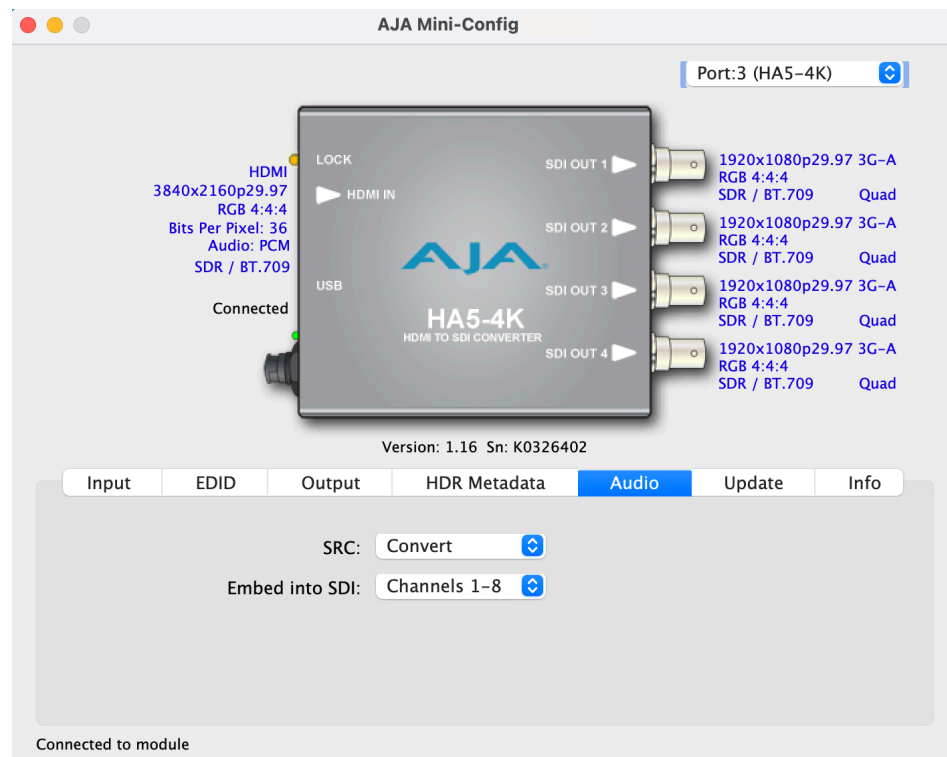 AJA Mini-Config
Port:3 (HA5-4K)
HDMI
3840x2160p29.97
RGB 4:4:4
Bits Per Pixel: 36
Audio: PCM
SDR / BT.709
Connected
LOCK
HDMI IN
USB
AJA
HA5-4K
HDMI TO SDI CONVERTER
SDI OUT 1
SDI OUT 2
SDI OUT 3
SDI OUT 4
1920x1080p29.97 3G-A
RGB 4:4:4
SDR / BT.709 Quad
1920x1080p29.97 3G-A
RGB 4:4:4
SDR / BT.709 Quad
1920x1080p29.97 3G-A
RGB 4:4:4
SDR / BT.709 Quad
1920x1080p29.97 3G-A
RGB 4:4:4
SDR / BT.709 Quad
Version: 1.16 Sn: K0326402
Input EDID Output HDR Metadata Audio Update Info
SRC: Convert
Embed into SDI: Channels 1-8
Connected to module